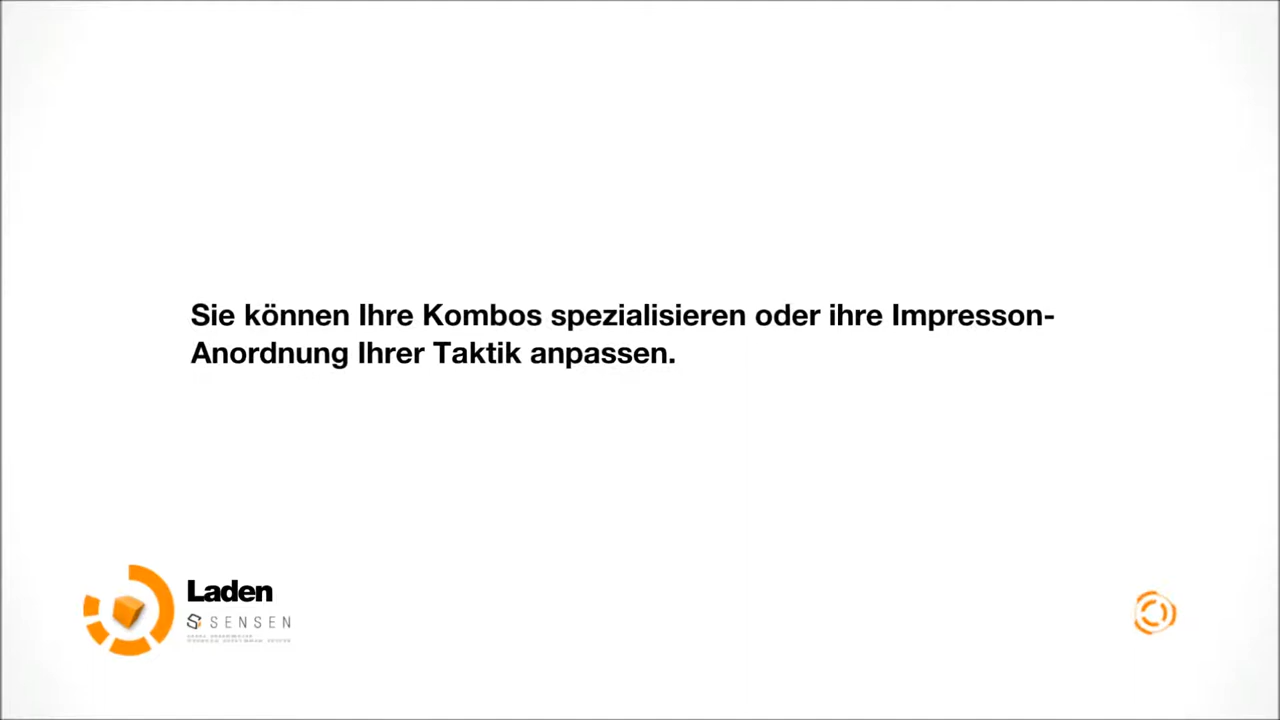 Sie können Ihre Kombos spezialisieren oder ihre Impresson-
Anordnung Ihrer Taktik anpassen.
Laden
SENSEN